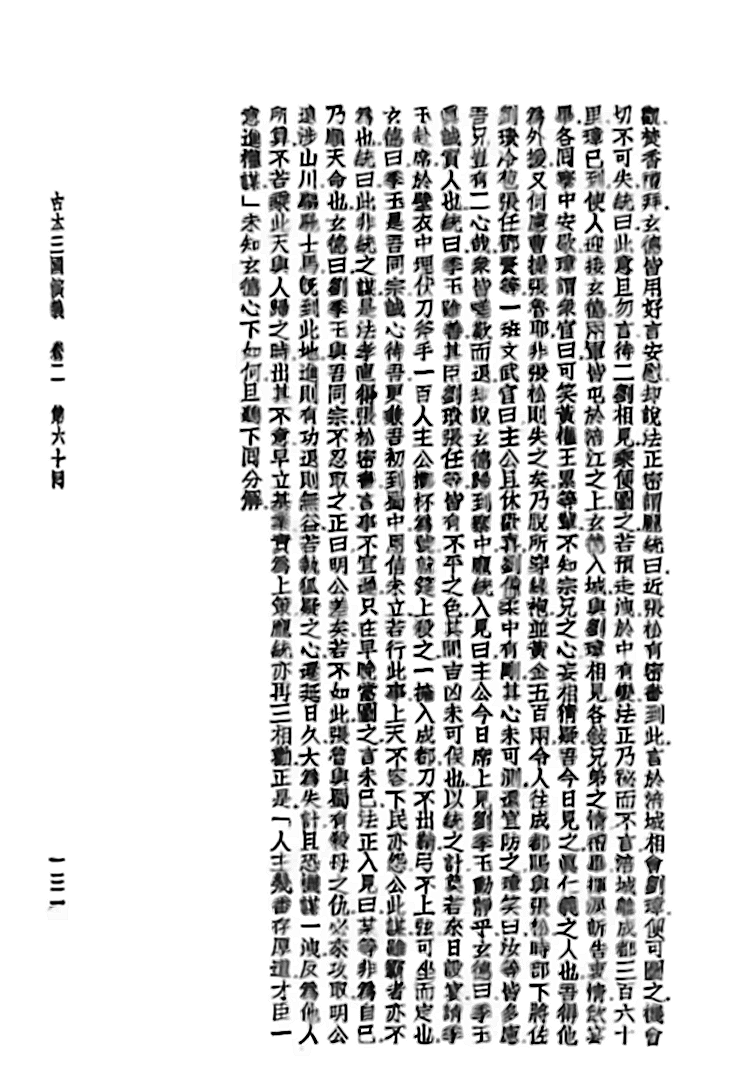 觀焚香而拜玄德皆用好言安慰却說法正密謂龐統曰近張松有密書到此言於涪城相會劉璋便可圖之機會
切不可失統曰此意且勿言待二劉相見乘便圖之若預走洩於中有變法正乃秘而不言涪城離成都三百六十
里璋已到使人迎接玄德兩軍皆屯於涪江之上玄德入城與劉璋相見各敍兄弟之情禮畢揮淚訴告衷情飲宴
畢各回寨中安歇璋謂衆官曰可笑黃權王累等輩不知宗兄之心妄相猜疑吾今日見之眞仁義之人也吾得他
爲外援又何慮曹操張魯耶非張松則失之矣乃脫所穿綠袍並黃金五百兩令人往成都賜與張松時部下將佐
劉璝冷苞張任鄧賢等一班文武官曰主公且休歡喜劉備柔中有剛其心未可測還宜防之璋笑曰汝等皆多慮
吾兄豈有二心哉衆皆嗟歎而退却說玄德歸到寨中龐統入見曰主公今日席上見劉季玉動靜乎玄德曰季玉
眞誠實人也統曰季玉雖善其臣劉璝張任等皆有不平之色其間吉凶未可保也以統之計莫若來日設宴請季
玉赴席於壁衣中埋伏刀斧手一百人主公擲杯爲號就筵上殺之一擁入成都刀不出鞘弓不上弦可坐而定也
玄德曰季玉是吾同宗誠心待吾更兼吾初到蜀中恩信未立若行此事上天不容下民亦怨公此謀雖霸者亦不
爲也統曰此非統之謀是法孝直得張松密書言事不宜遲只在早晚當圖之言未已法正入見曰某等非爲自己
乃順天命也玄德曰劉季玉與吾同宗不忍取之正曰明公差矣若不如此張魯與蜀有殺母之仇必來攻取明公
遠涉山川驅馳士馬旣到此地進則有功退則無益若執狐疑之心遷延日久大爲失計且恐機謀一洩反爲他人
所算不若乘此天與人歸之時出其不意早立基業實爲上策龐統亦再三相勸正是「人主幾番存厚道才臣一
意進權謀」未知玄德心下如何且聽下回分解
古本三國演義 卷二 第六十回
一三一